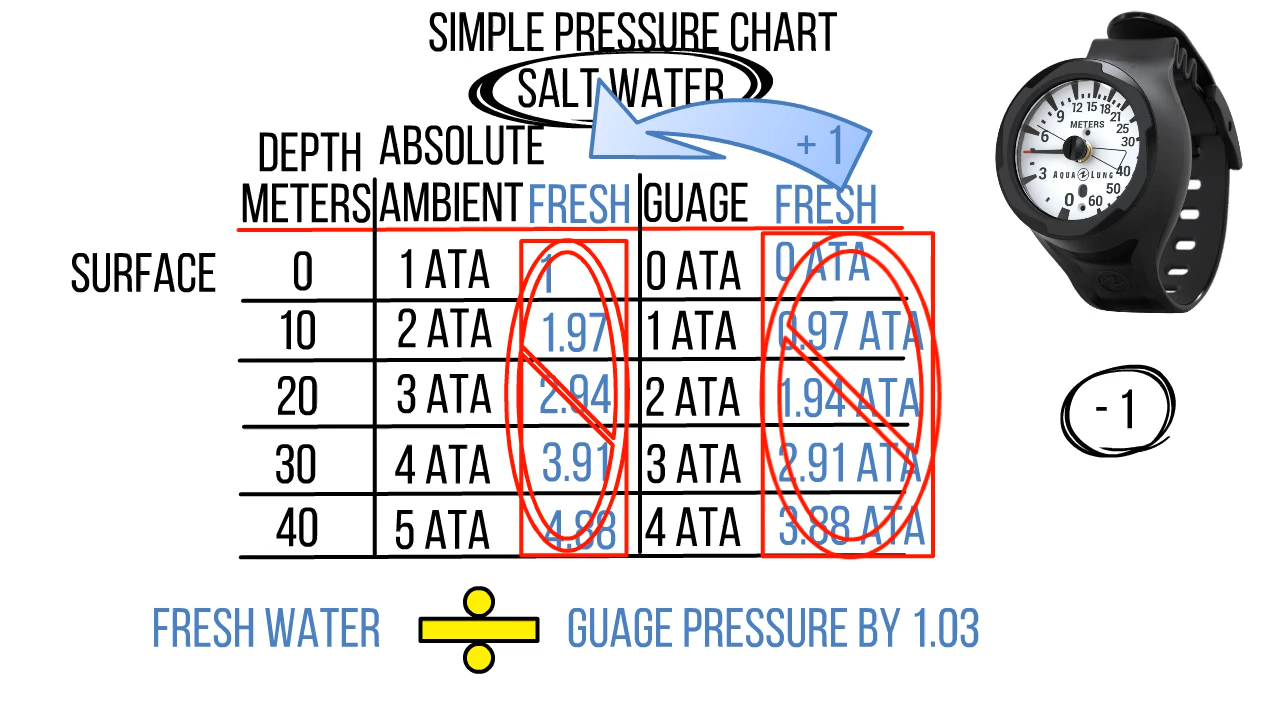 SIMPLE PRESSURE CHART
SALT WATER
+ 1
DEPTH ABSOLUTE
METERS AMBIENT FRESH GUAGE FRESH
SURFACE 0 1 ATA 1 0 ATA 0 ATA
10 2 ATA 1.97 1 ATA 0.97 ATA
20 3 ATA 2.94 2 ATA 1.94 ATA
30 4 ATA 3.91 3 ATA 2.91 ATA
40 5 ATA 4.88 4 ATA 3.88 ATA
FRESH WATER ÷ GUAGE PRESSURE BY 1.03
- 1
12 15 18
9 21
METERS 25
6 30
3 AQUA LUNG 40
50
0 60